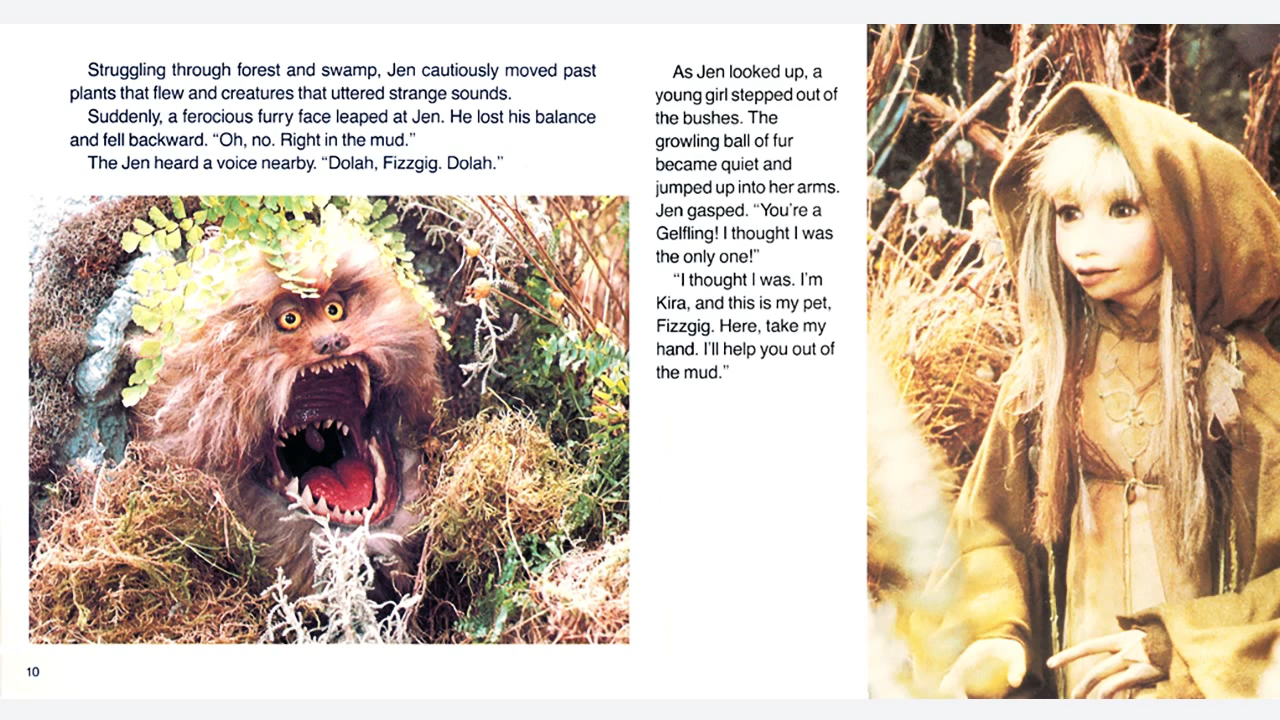 Struggling through forest and swamp, Jen cautiously moved past
plants that flew and creatures that uttered strange sounds.
Suddenly, a ferocious furry face leaped at Jen. He lost his balance
and fell backward. “Oh, no. Right in the mud.”
The Jen heard a voice nearby. “Dolah, Fizzgig. Dolah.”
As Jen looked up, a
young girl stepped out of
the bushes. The
growling ball of fur
became quiet and
jumped up into her arms.
Jen gasped. “You’re a
Gelfling! I thought I was
the only one!”
“I thought I was. I’m
Kira, and this is my pet,
Fizzgig. Here, take my
hand. I’ll help you out of
the mud.”
10